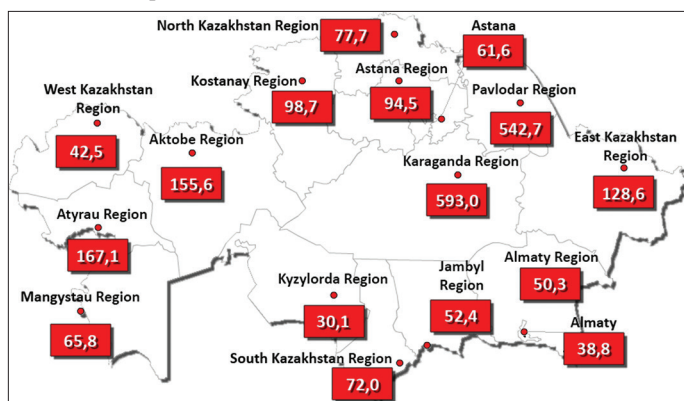 North Kazakhstan Region
77,7
Astana
61,6
Kostanay Region
98,7
Astana Region
94,5
Pavlodar Region
542,7
West Kazakhstan
Region
42,5
Aktobe Region
155,6
Karaganda Region
593,0
East Kazakhstan
Region
128,6
Atyrau Region
167,1
Mangystau Region
65,8
Kyzylorda Region
30,1
Jambyl
Region
52,4
Almaty Region
50,3
Almaty
38,8
South Kazakhstan Region
72,0